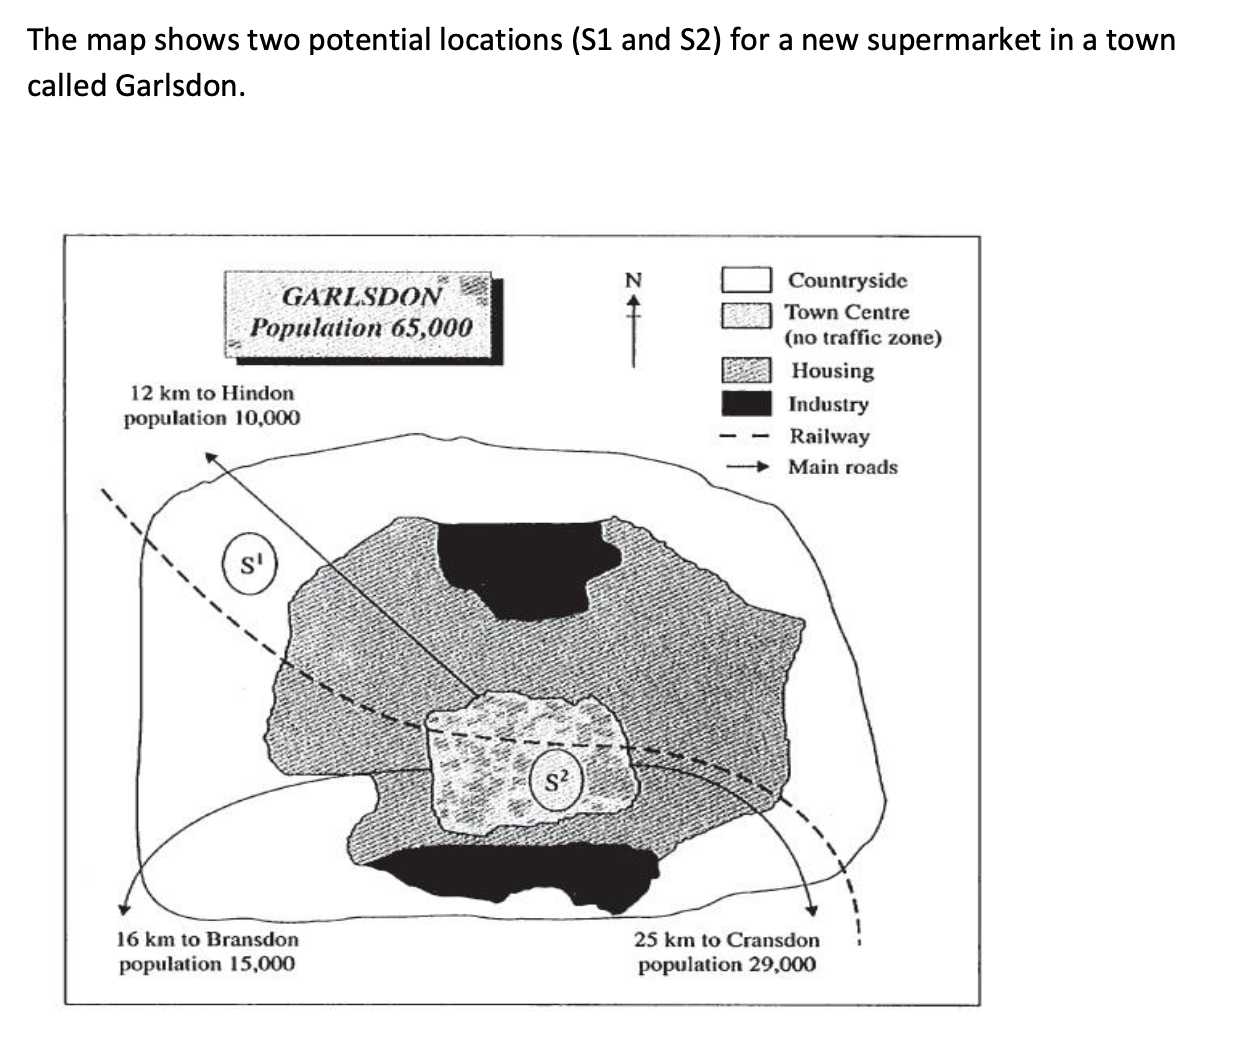 The map shows two potential locations (S1 and S2) for a new supermarket in a town
called Garlsdon.
GARLSDON
Population 65,000
N
Countryside
Town Centre
(no traffic zone)
Housing
Industry
Railway
Main roads
12 km to Hindon
population 10,000
S¹
S²
16 km to Bransdon
population 15,000
25 km to Cransdon
population 29,000